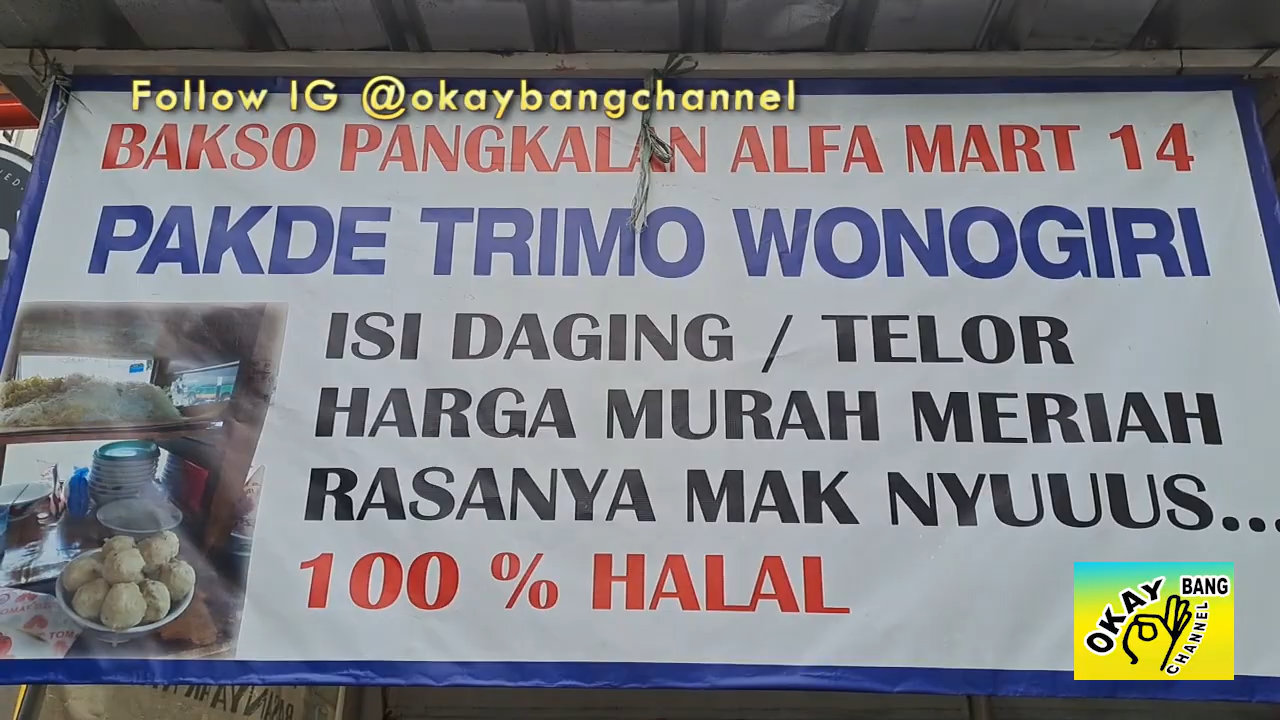 Follow IG @okaybangchannel
BAKSO PANGKALAN ALFA MART 14
PAKDE TRIMO WONOGIRI
ISI DAGING / TELOR
HARGA MURAH MERIAH
RASANYA MAK NYUUUS...
100 % HALAL
OKAY BANG
CHANNEL